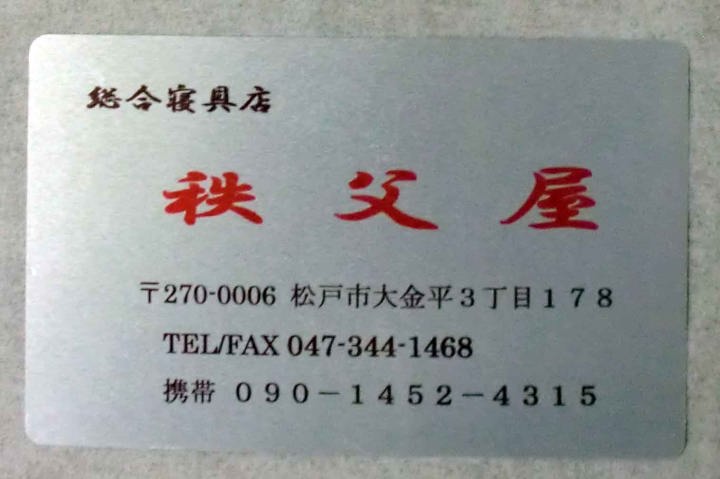 総合寝具店
秩父屋
〒270-0006 松戸市大金平３丁目１７８
TEL/FAX 047-344-1468
携帯 ０９０－１４５２－４３１５